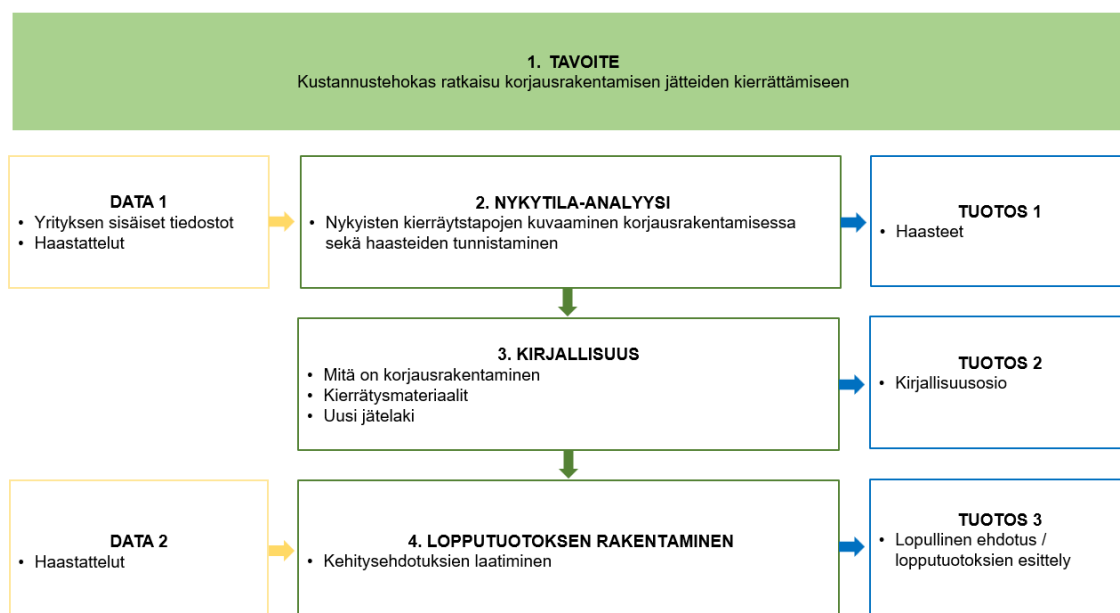 1. TAVOITE
Kustannustehokas ratkaisu korjausrakentamisen jätteiden kierrättämiseen
DATA 1
• Yrityksen sisäiset tiedostot
• Haastattelut
2. NYKYTILA-ANALYYSI
• Nykyisten kierräytstapojen kuvaaminen korjausrakentamisessa
sekä haasteiden tunnistaminen
TUOTOS 1
• Haasteet
3. KIRJALLISUUS
• Mitä on korjausrakentaminen
• Kierrätysmateriaalit
• Uusi jätelaki
TUOTOS 2
• Kirjallisuusosio
DATA 2
• Haastattelut
4. LOPPUTUOTOKSEN RAKENTAMINEN
• Kehitysehdotuksien laatiminen
TUOTOS 3
• Lopullinen ehdotus /
lopputuotoksien esittely